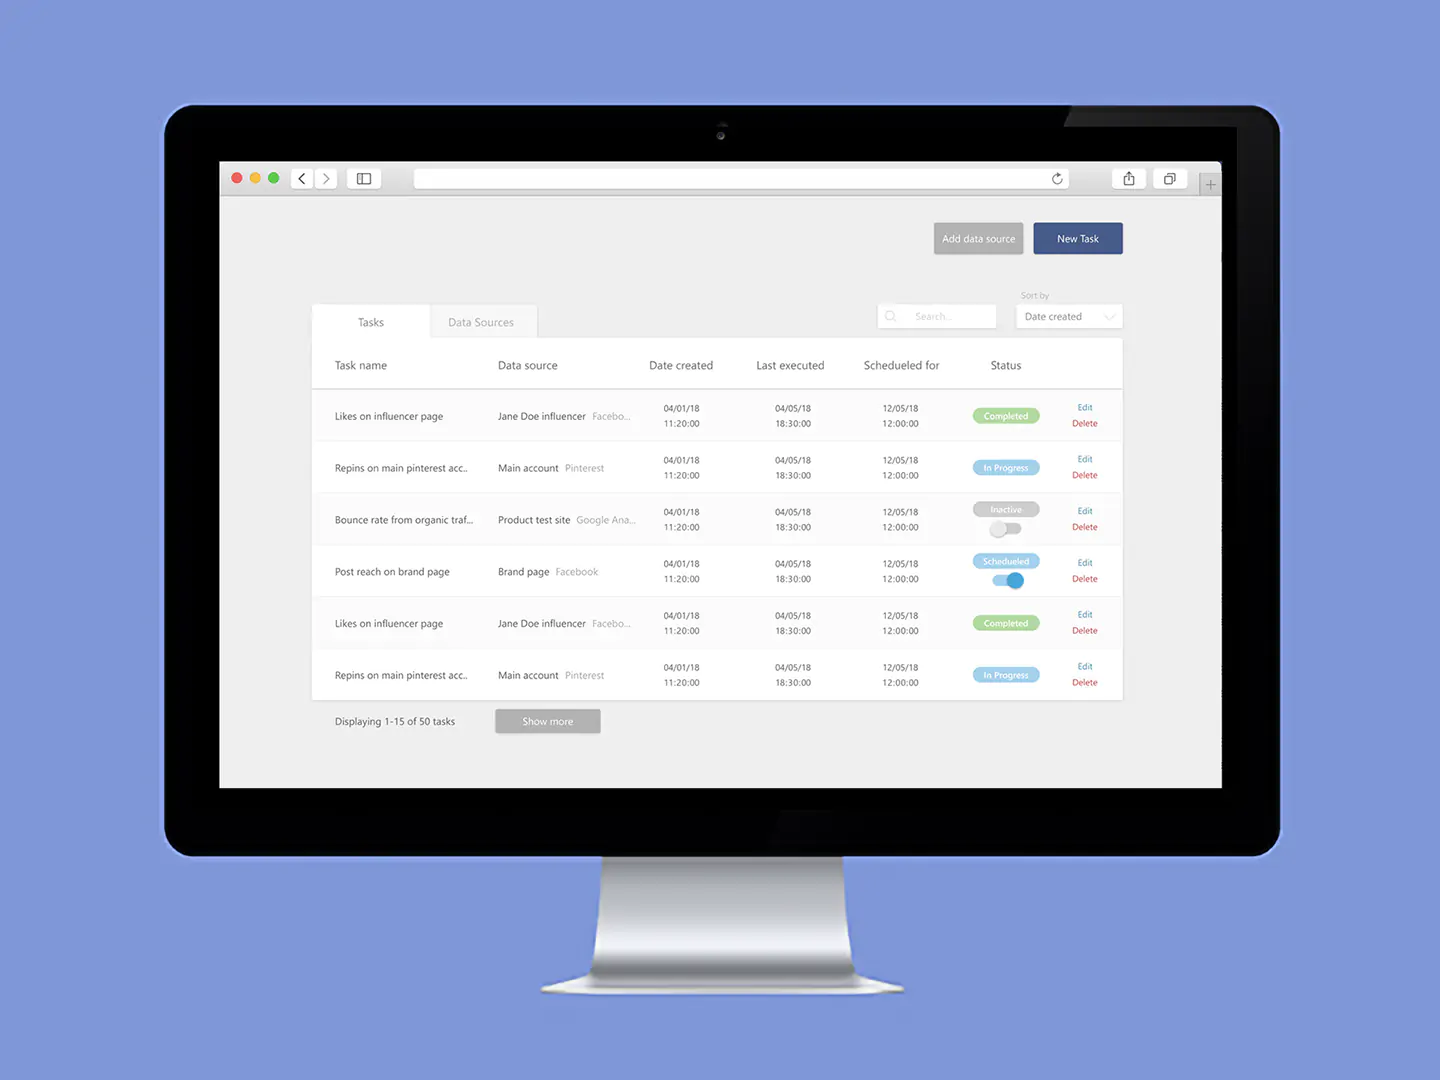 Add data source
New Task
Sort by
Tasks
Data Sources
Search...
Date created
Task name
Data source
Date created
Last executed
Schedueled for
Status
Likes on influencer page
Jane Doe influencer Facebo...
04/01/18
11:20:00
04/05/18
18:30:00
12/05/18
12:00:00
Completed
Edit
Delete
Repins on main pinterest acc..
Main account Pinterest
04/01/18
11:20:00
04/05/18
18:30:00
12/05/18
12:00:00
In Progress
Edit
Delete
Bounce rate from organic traf...
Product test site Google Ana...
04/01/18
11:20:00
04/05/18
18:30:00
12/05/18
12:00:00
Inactive
Edit
Delete
Post reach on brand page
Brand page Facebook
04/01/18
11:20:00
04/05/18
18:30:00
12/05/18
12:00:00
Schedueled
Edit
Delete
Likes on influencer page
Jane Doe influencer Facebo...
04/01/18
11:20:00
04/05/18
18:30:00
12/05/18
12:00:00
Completed
Edit
Delete
Repins on main pinterest acc..
Main account Pinterest
04/01/18
11:20:00
04/05/18
18:30:00
12/05/18
12:00:00
In Progress
Edit
Delete
Displaying 1-15 of 50 tasks
Show more